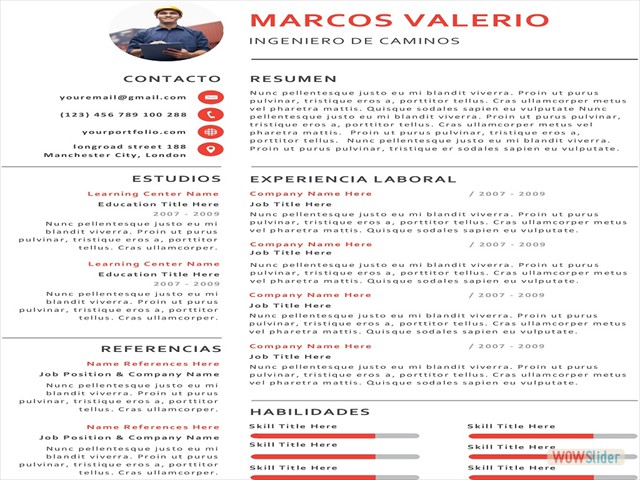 MARCOS VALERIO
INGENIERO DE CAMINOS
CONTACTO
youremail@gmail.com
(123) 456 789 100 288
yourportfolio.com
longroad street 188
Manchester City, London
ESTUDIOS
Learning Center Name
Education Title Here
2007 - 2009
Nunc pellentesque justo eu mi
blandit viverra. Proin ut purus
pulvinar, tristique eros a, porttitor
tellus. Cras ullamcorper.
Learning Center Name
Education Title Here
2007 - 2009
Nunc pellentesque justo eu mi
blandit viverra. Proin ut purus
pulvinar, tristique eros a, porttitor
tellus. Cras ullamcorper.
REFERENCIAS
Name References Here
Job Position & Company Name
Nunc pellentesque justo eu mi
blandit viverra. Proin ut purus
pulvinar, tristique eros a, porttitor
tellus. Cras ullamcorper.
Name References Here
Job Position & Company Name
Nunc pellentesque justo eu mi
blandit viverra. Proin ut purus
pulvinar, tristique eros a, porttitor
RESUMEN
Nunc pellentesque justo eu mi blandit viverra. Proin ut purus
pulvinar, tristique eros a, porttitor tellus. Cras ullamcorper metus
vel pharetra mattis. Quisque sodales sapien eu vulputate Nunc
pellentesque justo eu mi blandit viverra. Proin ut purus pulvinar,
tristique eros a, porttitor tellus. Cras ullamcorper metus vel
pharetra mattis. Proin ut purus pulvinar, tristique eros a,
porttitor tellus. Quisque sodales sapien eu vulputate.
Nunc pellentesque justo eu mi blandit viverra.
Proin ut purus pulvinar, tristique er sodales sapien eu vulputate.
EXPERIENCIA LABORAL
Company Name Here / 2007 - 2009
Job Title Here
Nunc pellentesque justo eu mi blandit viverra. Proin ut purus
pulvinar, tristique eros a, porttitor tellus. Cras ullamcorper metus
vel pharetra mattis. Quisque sodales sapien eu vulputate.
Company Name Here / 2007 - 2009
Job Title Here
Nunc pellentesque justo eu mi blandit viverra. Proin ut purus
pulvinar, tristique eros a, porttitor tellus. Cras ullamcorper metus
vel pharetra mattis. Quisque sodales sapien eu vulputate.
Company Name Here / 2007 - 2009
Job Title Here
Nunc pellentesque justo eu mi blandit viverra. Proin ut purus
pulvinar, tristique eros a, porttitor tellus. Cras ullamcorper metus
vel pharetra mattis. Quisque sodales sapien eu vulputate.
Company Name Here / 2007 - 2009
Job Title Here
Nunc pellentesque justo eu mi blandit viverra. Proin ut purus
pulvinar, tristique eros a, porttitor tellus. Cras ullamcorper metus
vel pharetra mattis. Quisque sodales sapien eu vulputate.
HABILIDADES
Skill Title Here Skill Title Here
Skill Title Here Skill Title Here
Skill Title Here Skill Title Here
WOWSlider